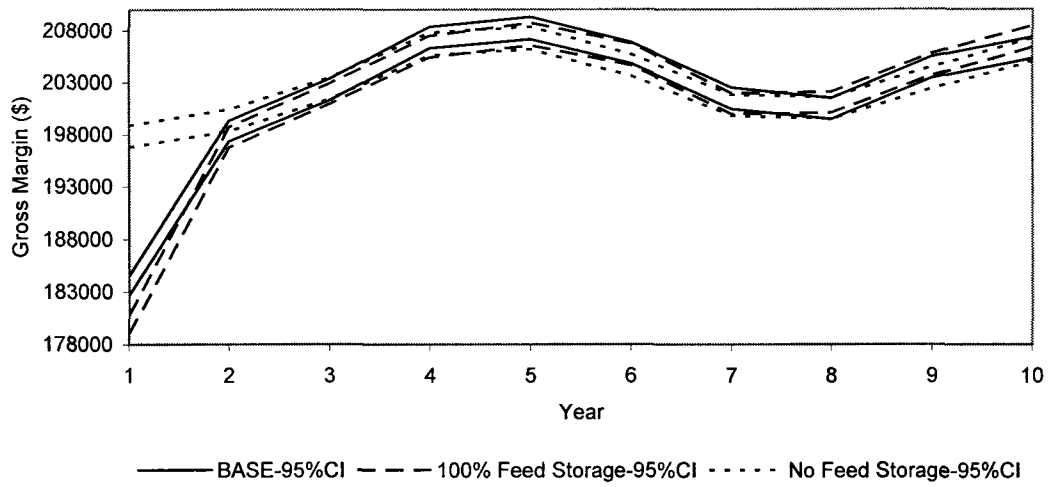 208000
203000
198000
193000
188000
183000
178000
Gross Margin ($)
1 2 3 4 5 6 7 8 9 10
Year
BASE-95%CI 100% Feed Storage-95%CI No Feed Storage-95%CI